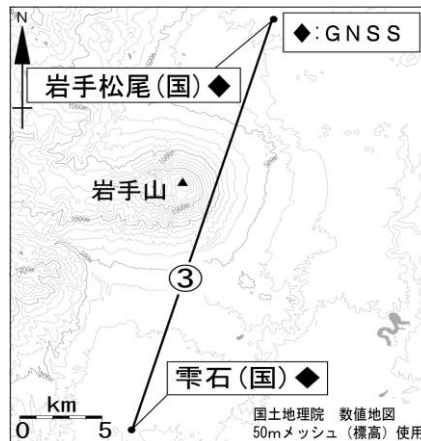 N
◆:GNSS
岩手松尾(国)◆
岩手山▲
③
雫石(国)◆
km
0 5
国土地理院 数値地図
50mメッシュ(標高)使用